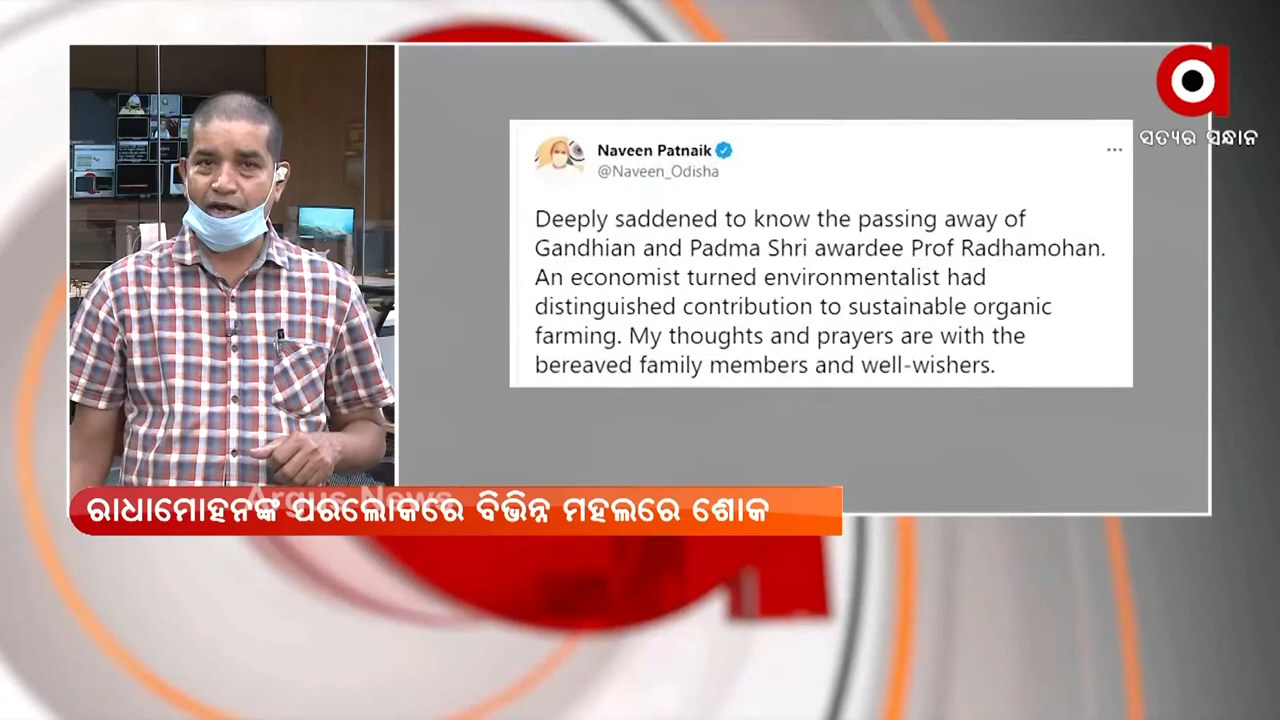 ସତ୍ୟର ସନ୍ଧାନ
Naveen Patnaik
@Naveen_Odisha
Deeply saddened to know the passing away of
Gandhian and Padma Shri awardee Prof Radhamohan.
An economist turned environmentalist had
distinguished contribution to sustainable organic
farming. My thoughts and prayers are with the
bereaved family members and well-wishers.
Argus News
ରାଧାମୋହନଙ୍କ ପରଲୋକରେ ବିଭିନ୍ନ ମହଲରେ ଶୋକ